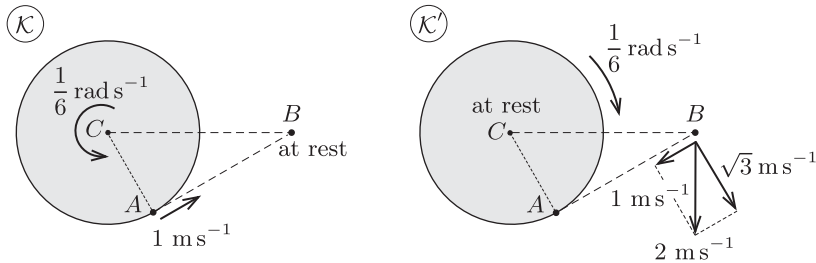 𝒦
1/6 rad s⁻¹
C
B
at rest
A
1 m s⁻¹
𝒦′
1/6 rad s⁻¹
at rest
C
B
A
√3 m s⁻¹
1 m s⁻¹
2 m s⁻¹